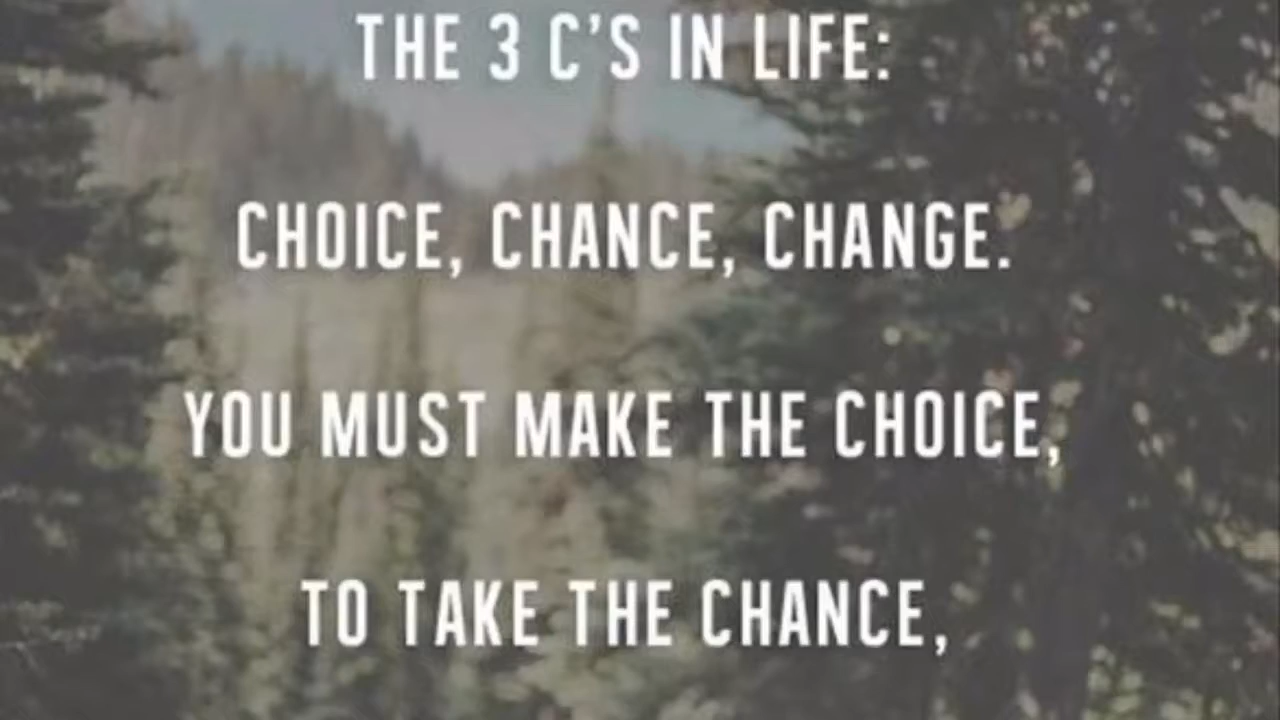 THE 3 C'S IN LIFE:
CHOICE, CHANCE, CHANGE.
YOU MUST MAKE THE CHOICE,
TO TAKE THE CHANCE,